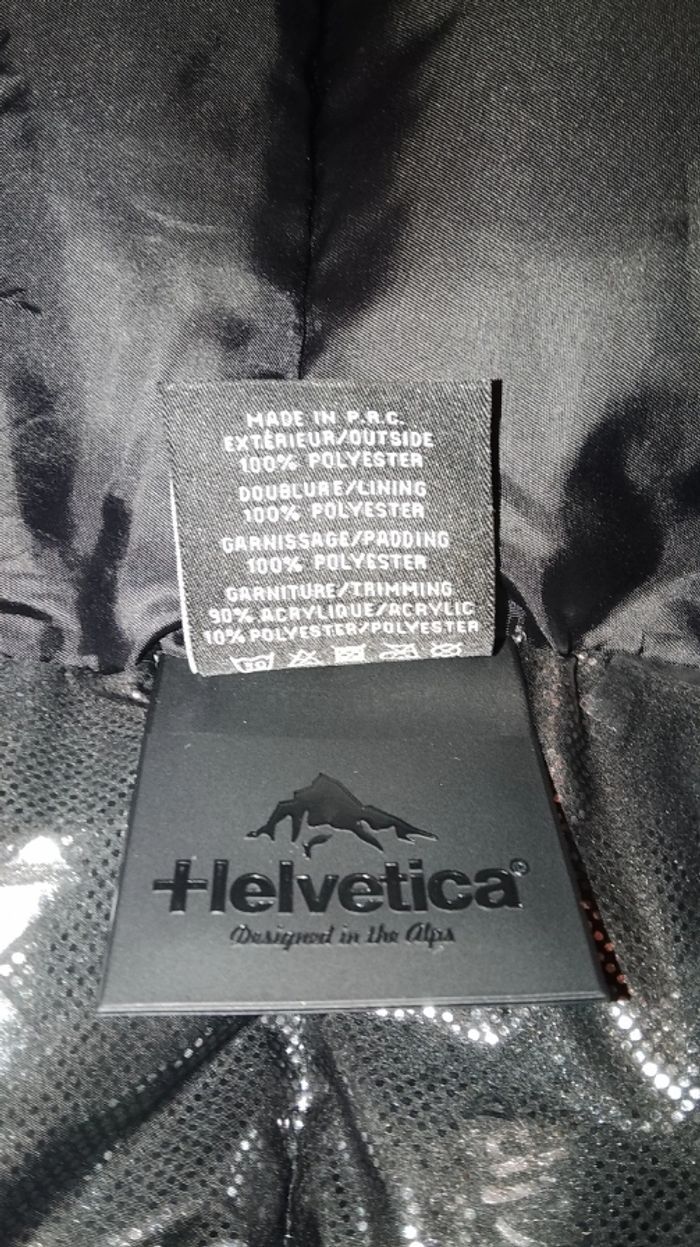 MADE IN P.R.C.
EXTÉRIEUR/OUTSIDE
100% POLYESTER
DOUBLURE/LINING
100% POLYESTER
GARNISSAGE/PADDING
100% POLYESTER
GARNITURE/TRIMMING
90% ACRYLIQUE/ACRYLIC
10% POLYESTER/POLYESTER
30
Helvetica®
Designed in the Alps